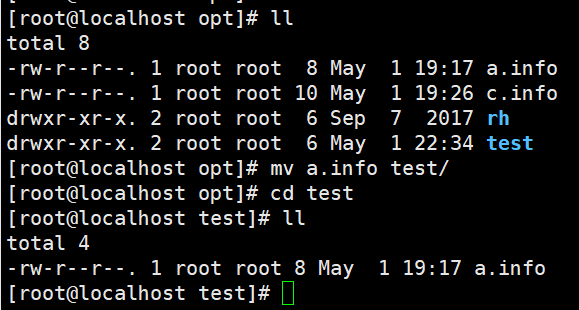 [root@localhost opt]# ll
total 8
-rw-r--r--. 1 root root  8 May  1 19:17 a.info
-rw-r--r--. 1 root root 10 May  1 19:26 c.info
drwxr-xr-x. 2 root root  6 Sep  7  2017 rh
drwxr-xr-x. 2 root root  6 May  1 22:34 test
[root@localhost opt]# mv a.info test/
[root@localhost opt]# cd test
[root@localhost test]# ll
total 4
-rw-r--r--. 1 root root 8 May  1 19:17 a.info
[root@localhost test]#